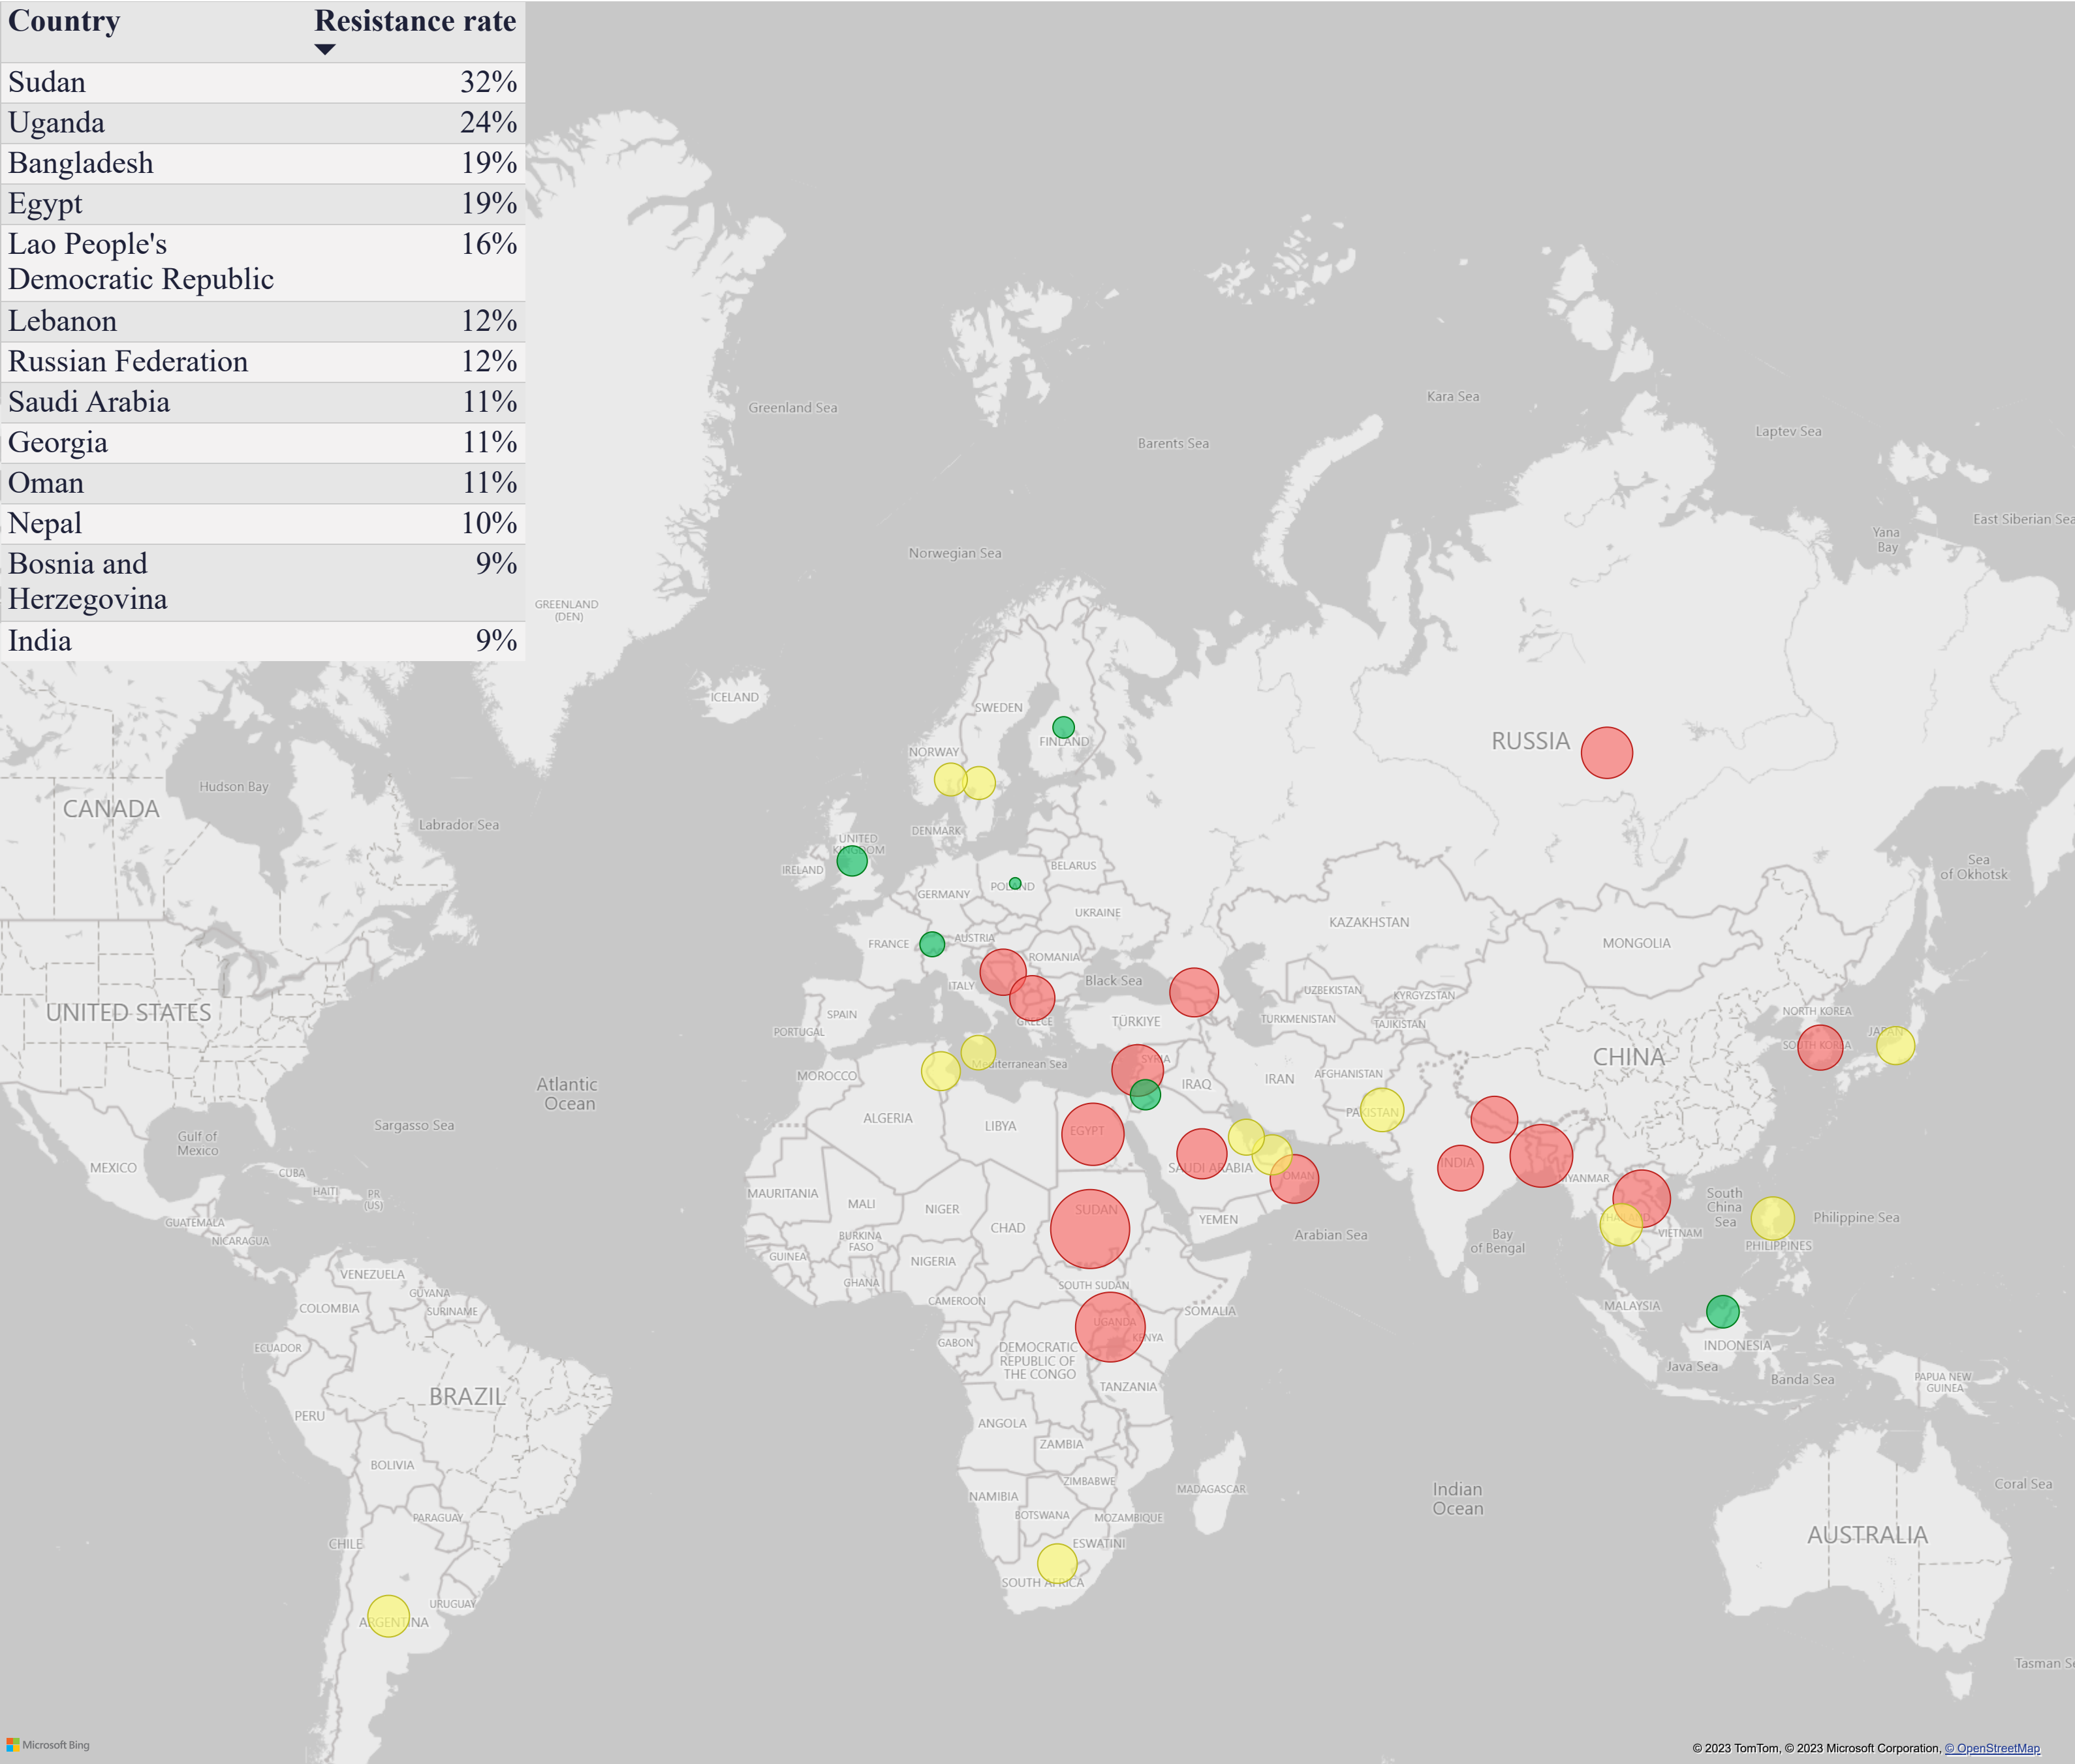 Country Resistance rate
Sudan 32%
Uganda 24%
Bangladesh 19%
Egypt 19%
Lao People's 16%
Democratic Republic
Lebanon 12%
Russian Federation 12%
Saudi Arabia 11%
Georgia 11%
Oman 11%
Nepal 10%
Bosnia and 9%
Herzegovina
India 9%
Greenland Sea
Kara Sea
Laptev Sea
Barents Sea
East Siberian Sea
Yana
Bay
Norwegian Sea
GREENLAND
(DEN)
ICELAND
SWEDEN
FINLAND
NORWAY
RUSSIA
Hudson Bay
CANADA
Labrador Sea
DENMARK
UNITED
KINGDOM
IRELAND
BELARUS
Sea
of Okhotsk
GERMANY
POLAND
UKRAINE
KAZAKHSTAN
FRANCE
AUSTRIA
MONGOLIA
ROMANIA
ITALY
Black Sea
UZBEKISTAN
KYRGYZSTAN
UNITED STATES
SPAIN
PORTUGAL
GREECE
TÜRKIYE
TURKMENISTAN
TAJIKISTAN
NORTH KOREA
SOUTH KOREA
JAPAN
CHINA
Mediterranean Sea
SYRIA
MOROCCO
IRAQ
IRAN
AFGHANISTAN
Atlantic
Ocean
PAKISTAN
ALGERIA
LIBYA
EGYPT
Sargasso Sea
Gulf of
Mexico
MEXICO
CUBA
HAITI
PR
(US)
SAUDI ARABIA
OMAN
INDIA
MYANMAR
MAURITANIA
MALI
NIGER
CHAD
SUDAN
YEMEN
Arabian Sea
Bay
of Bengal
THAILAND
VIETNAM
South
China
Sea
Philippine Sea
PHILIPPINES
GUATEMALA
NICARAGUA
BURKINA
FASO
GUINEA
GHANA
NIGERIA
SOUTH SUDAN
CAMEROON
SOMALIA
VENEZUELA
GUYANA
SURINAME
COLOMBIA
ECUADOR
MALAYSIA
UGANDA
KENYA
GABON
DEMOCRATIC
REPUBLIC OF
THE CONGO
INDONESIA
Java Sea
Banda Sea
PAPUA NEW
GUINEA
BRAZIL
PERU
TANZANIA
ANGOLA
ZAMBIA
BOLIVIA
ZIMBABWE
NAMIBIA
MADAGASCAR
BOTSWANA
MOZAMBIQUE
Indian
Ocean
Coral Sea
PARAGUAY
CHILE
ESWATINI
AUSTRALIA
SOUTH AFRICA
URUGUAY
ARGENTINA
Tasman Se
Microsoft Bing
© 2023 TomTom, © 2023 Microsoft Corporation, © OpenStreetMap